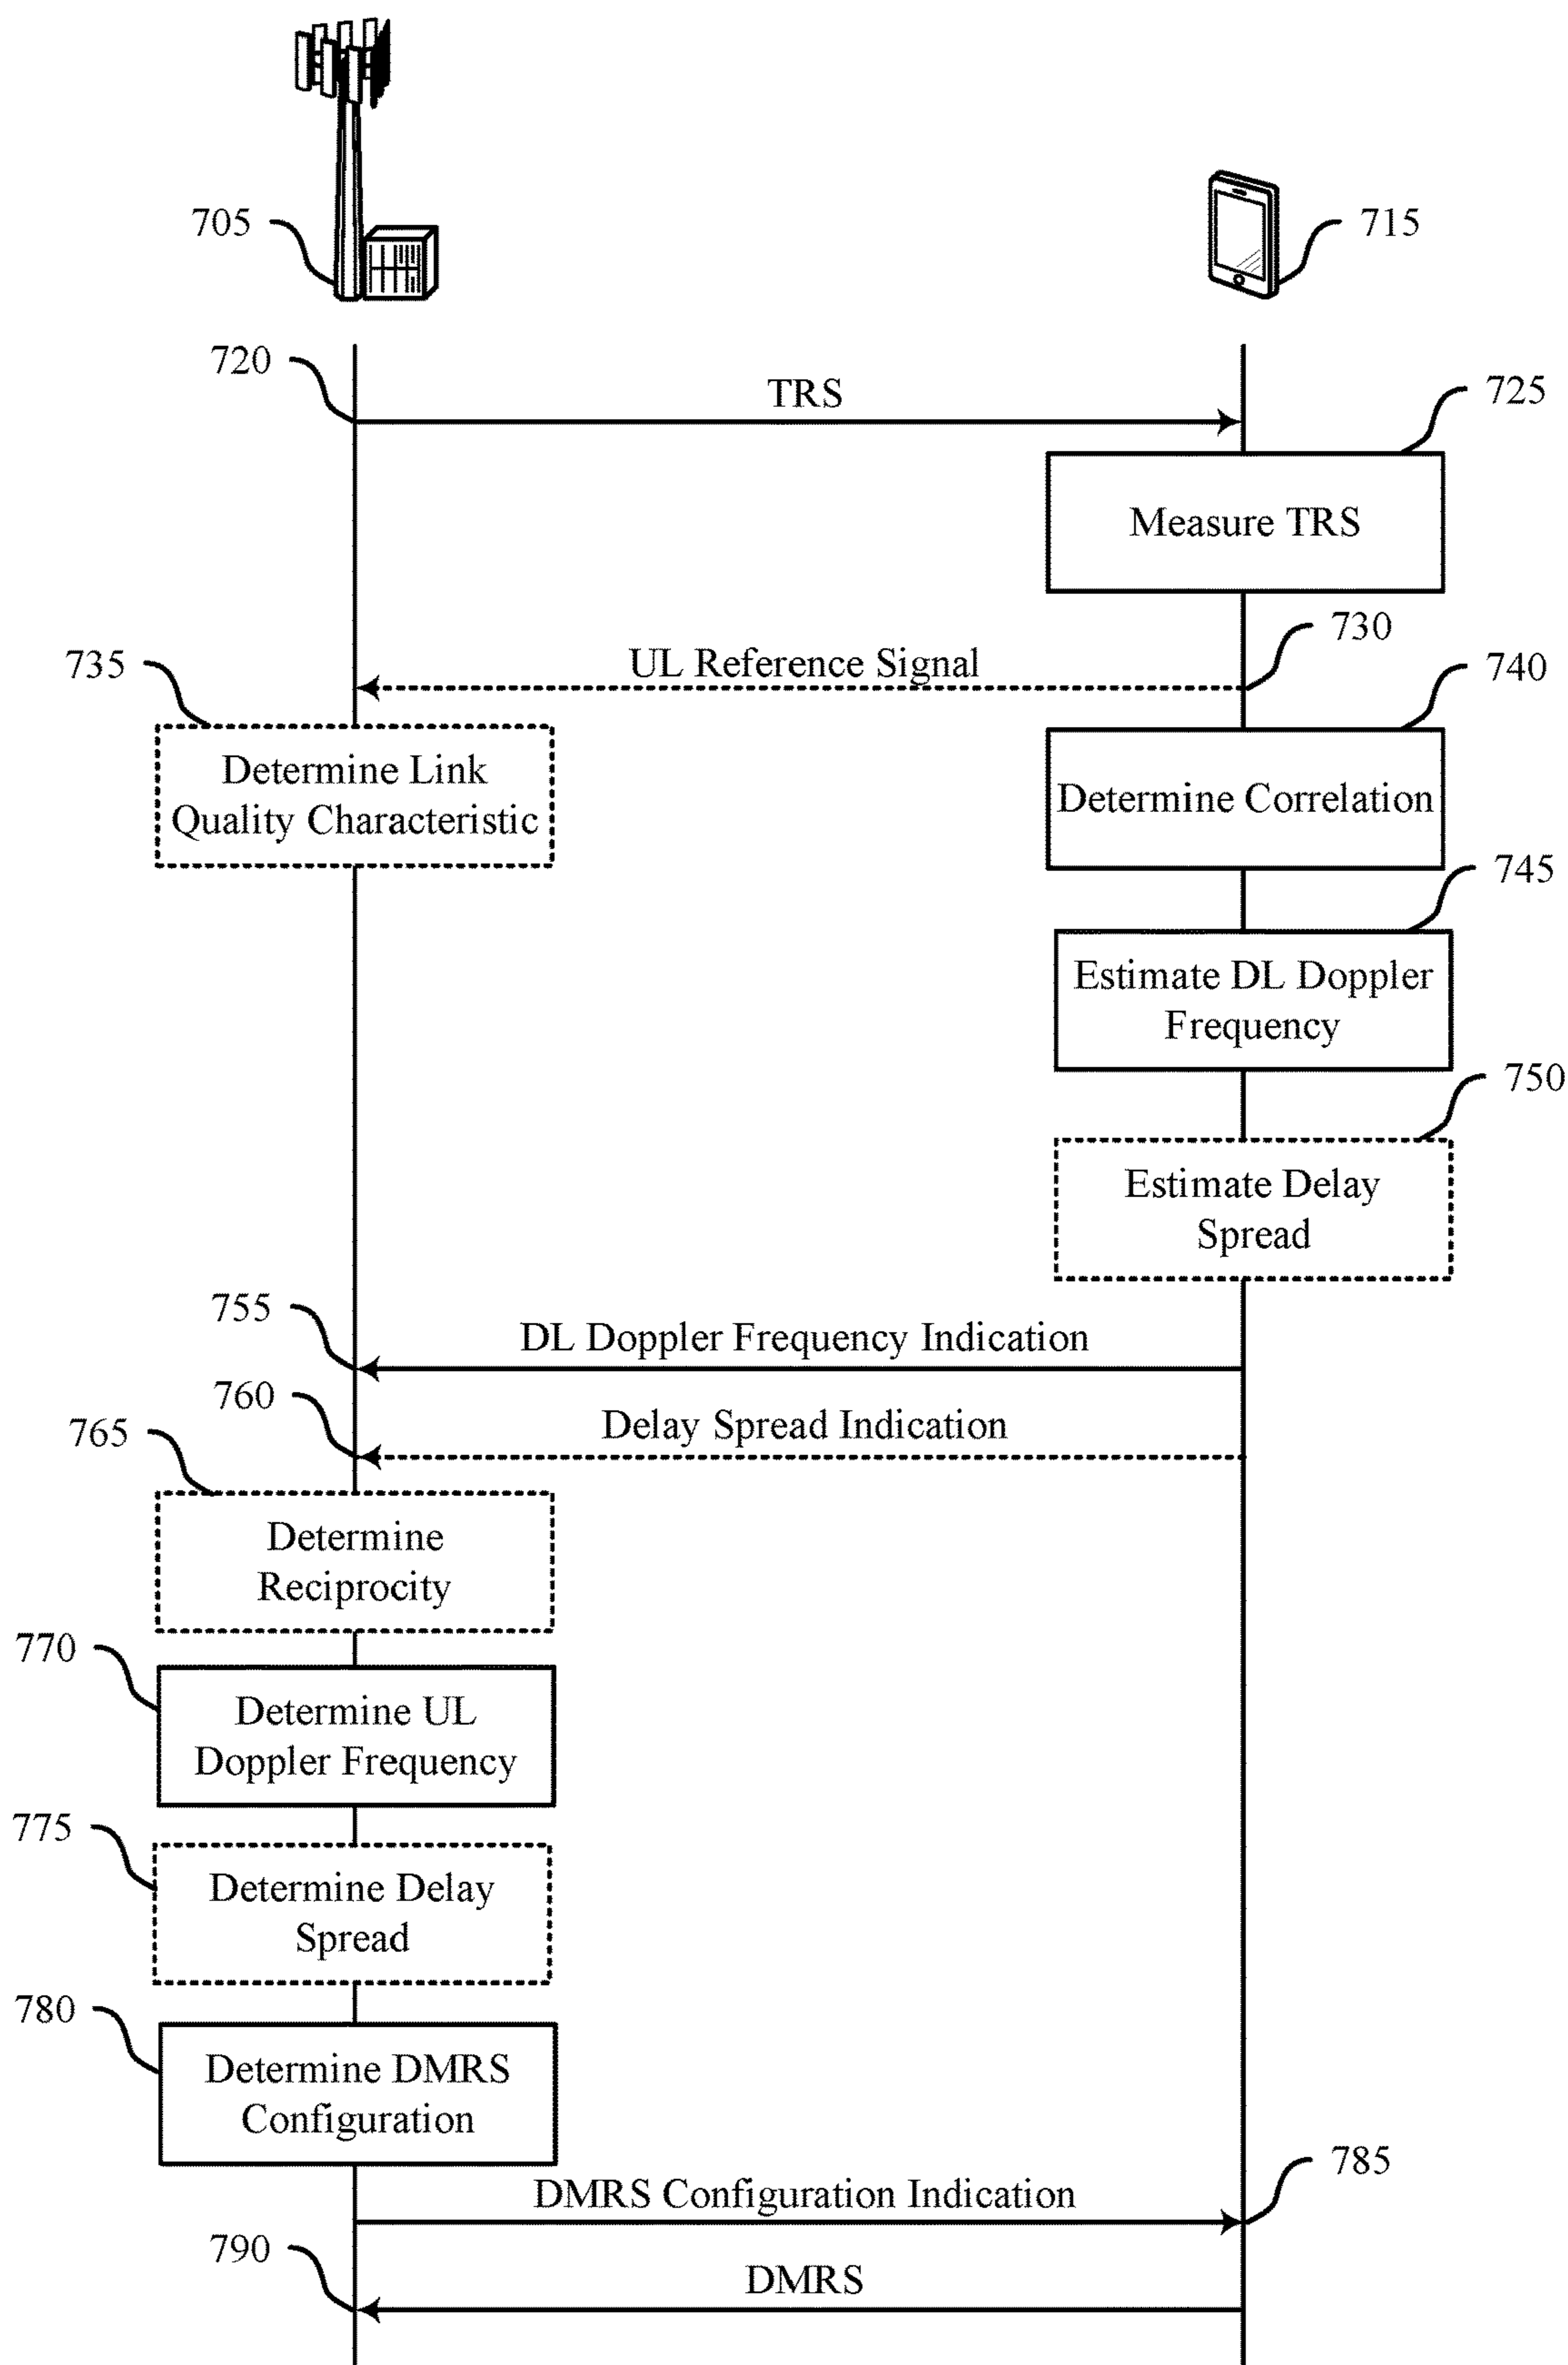 705
715
720
TRS
725
Measure TRS
730
735
UL Reference Signal
740
Determine Link
Quality Characteristic
Determine Correlation
745
Estimate DL Doppler
Frequency
750
Estimate Delay
Spread
755
DL Doppler Frequency Indication
760
Delay Spread Indication
765
Determine
Reciprocity
770
Determine UL
Doppler Frequency
775
Determine Delay
Spread
780
Determine DMRS
Configuration
785
DMRS Configuration Indication
790
DMRS